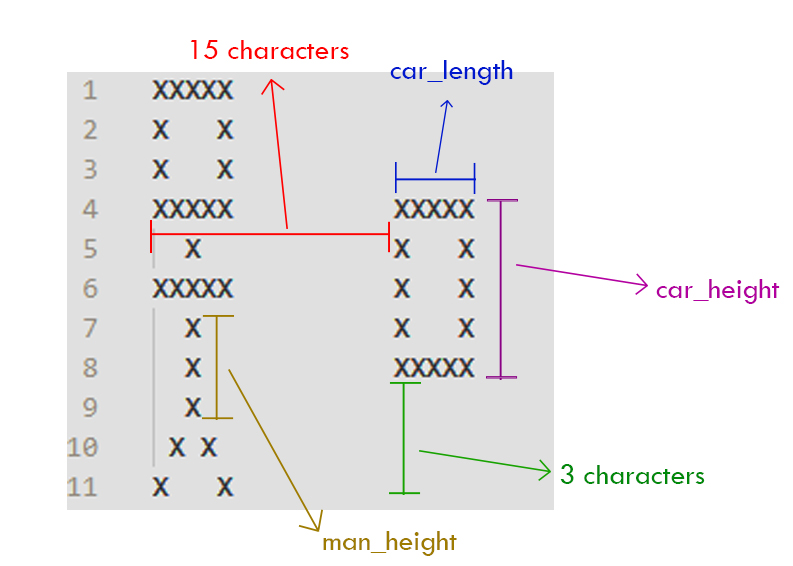 15 characters
car_length
1 XXXXX
2 X   X
3 X   X
4 XXXXX          XXXXX
5   X            X   X
6 XXXXX          X   X
7   X            X   X
8   X            XXXXX
9   X
10  X X
11 X   X
car_height
3 characters
man_height